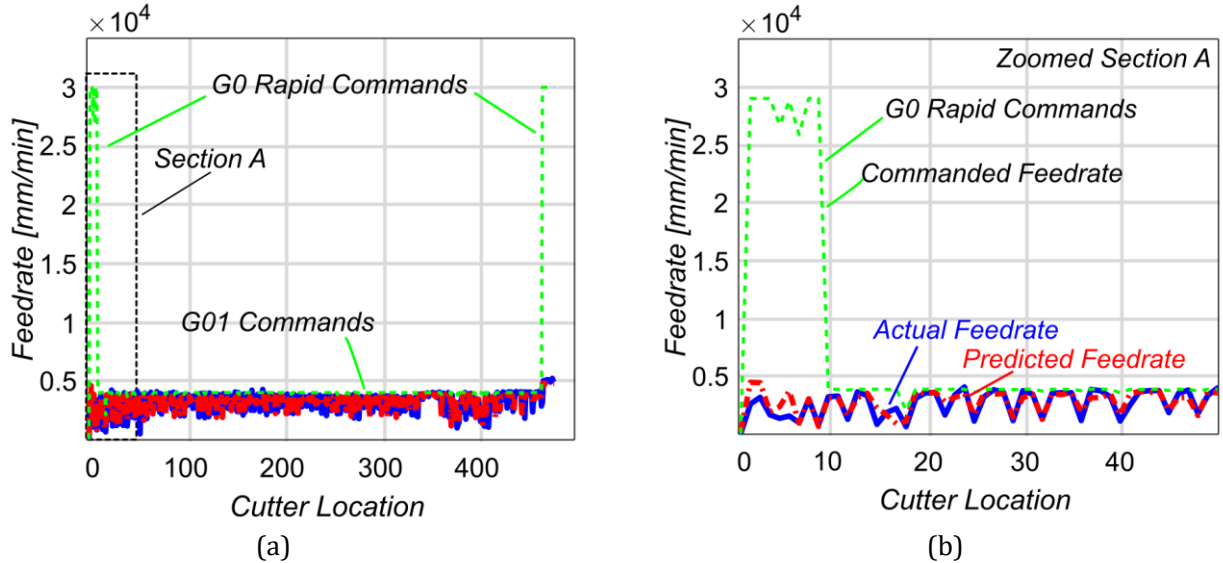 ×10⁴
3
2.5
2
1.5
1
0.5
Feedrate [mm/min]
G0 Rapid Commands
Section A
G01 Commands
0 100 200 300 400
Cutter Location
(a)
×10⁴
3
2.5
2
1.5
1
0.5
Feedrate [mm/min]
Zoomed Section A
G0 Rapid Commands
Commanded Feedrate
Actual Feedrate
Predicted Feedrate
0 10 20 30 40
Cutter Location
(b)